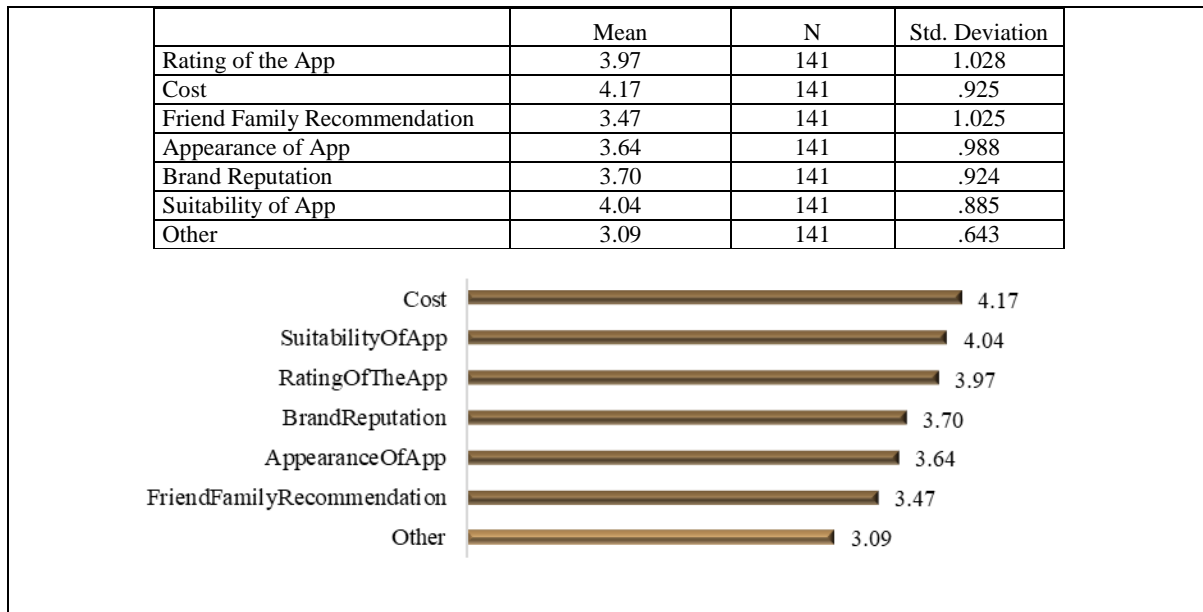 Mean N Std. Deviation
Rating of the App 3.97 141 1.028
Cost 4.17 141 .925
Friend Family Recommendation 3.47 141 1.025
Appearance of App 3.64 141 .988
Brand Reputation 3.70 141 .924
Suitability of App 4.04 141 .885
Other 3.09 141 .643
Cost 4.17
SuitabilityOfApp 4.04
RatingOfTheApp 3.97
BrandReputation 3.70
AppearanceOfApp 3.64
FriendFamilyRecommendation 3.47
Other 3.09